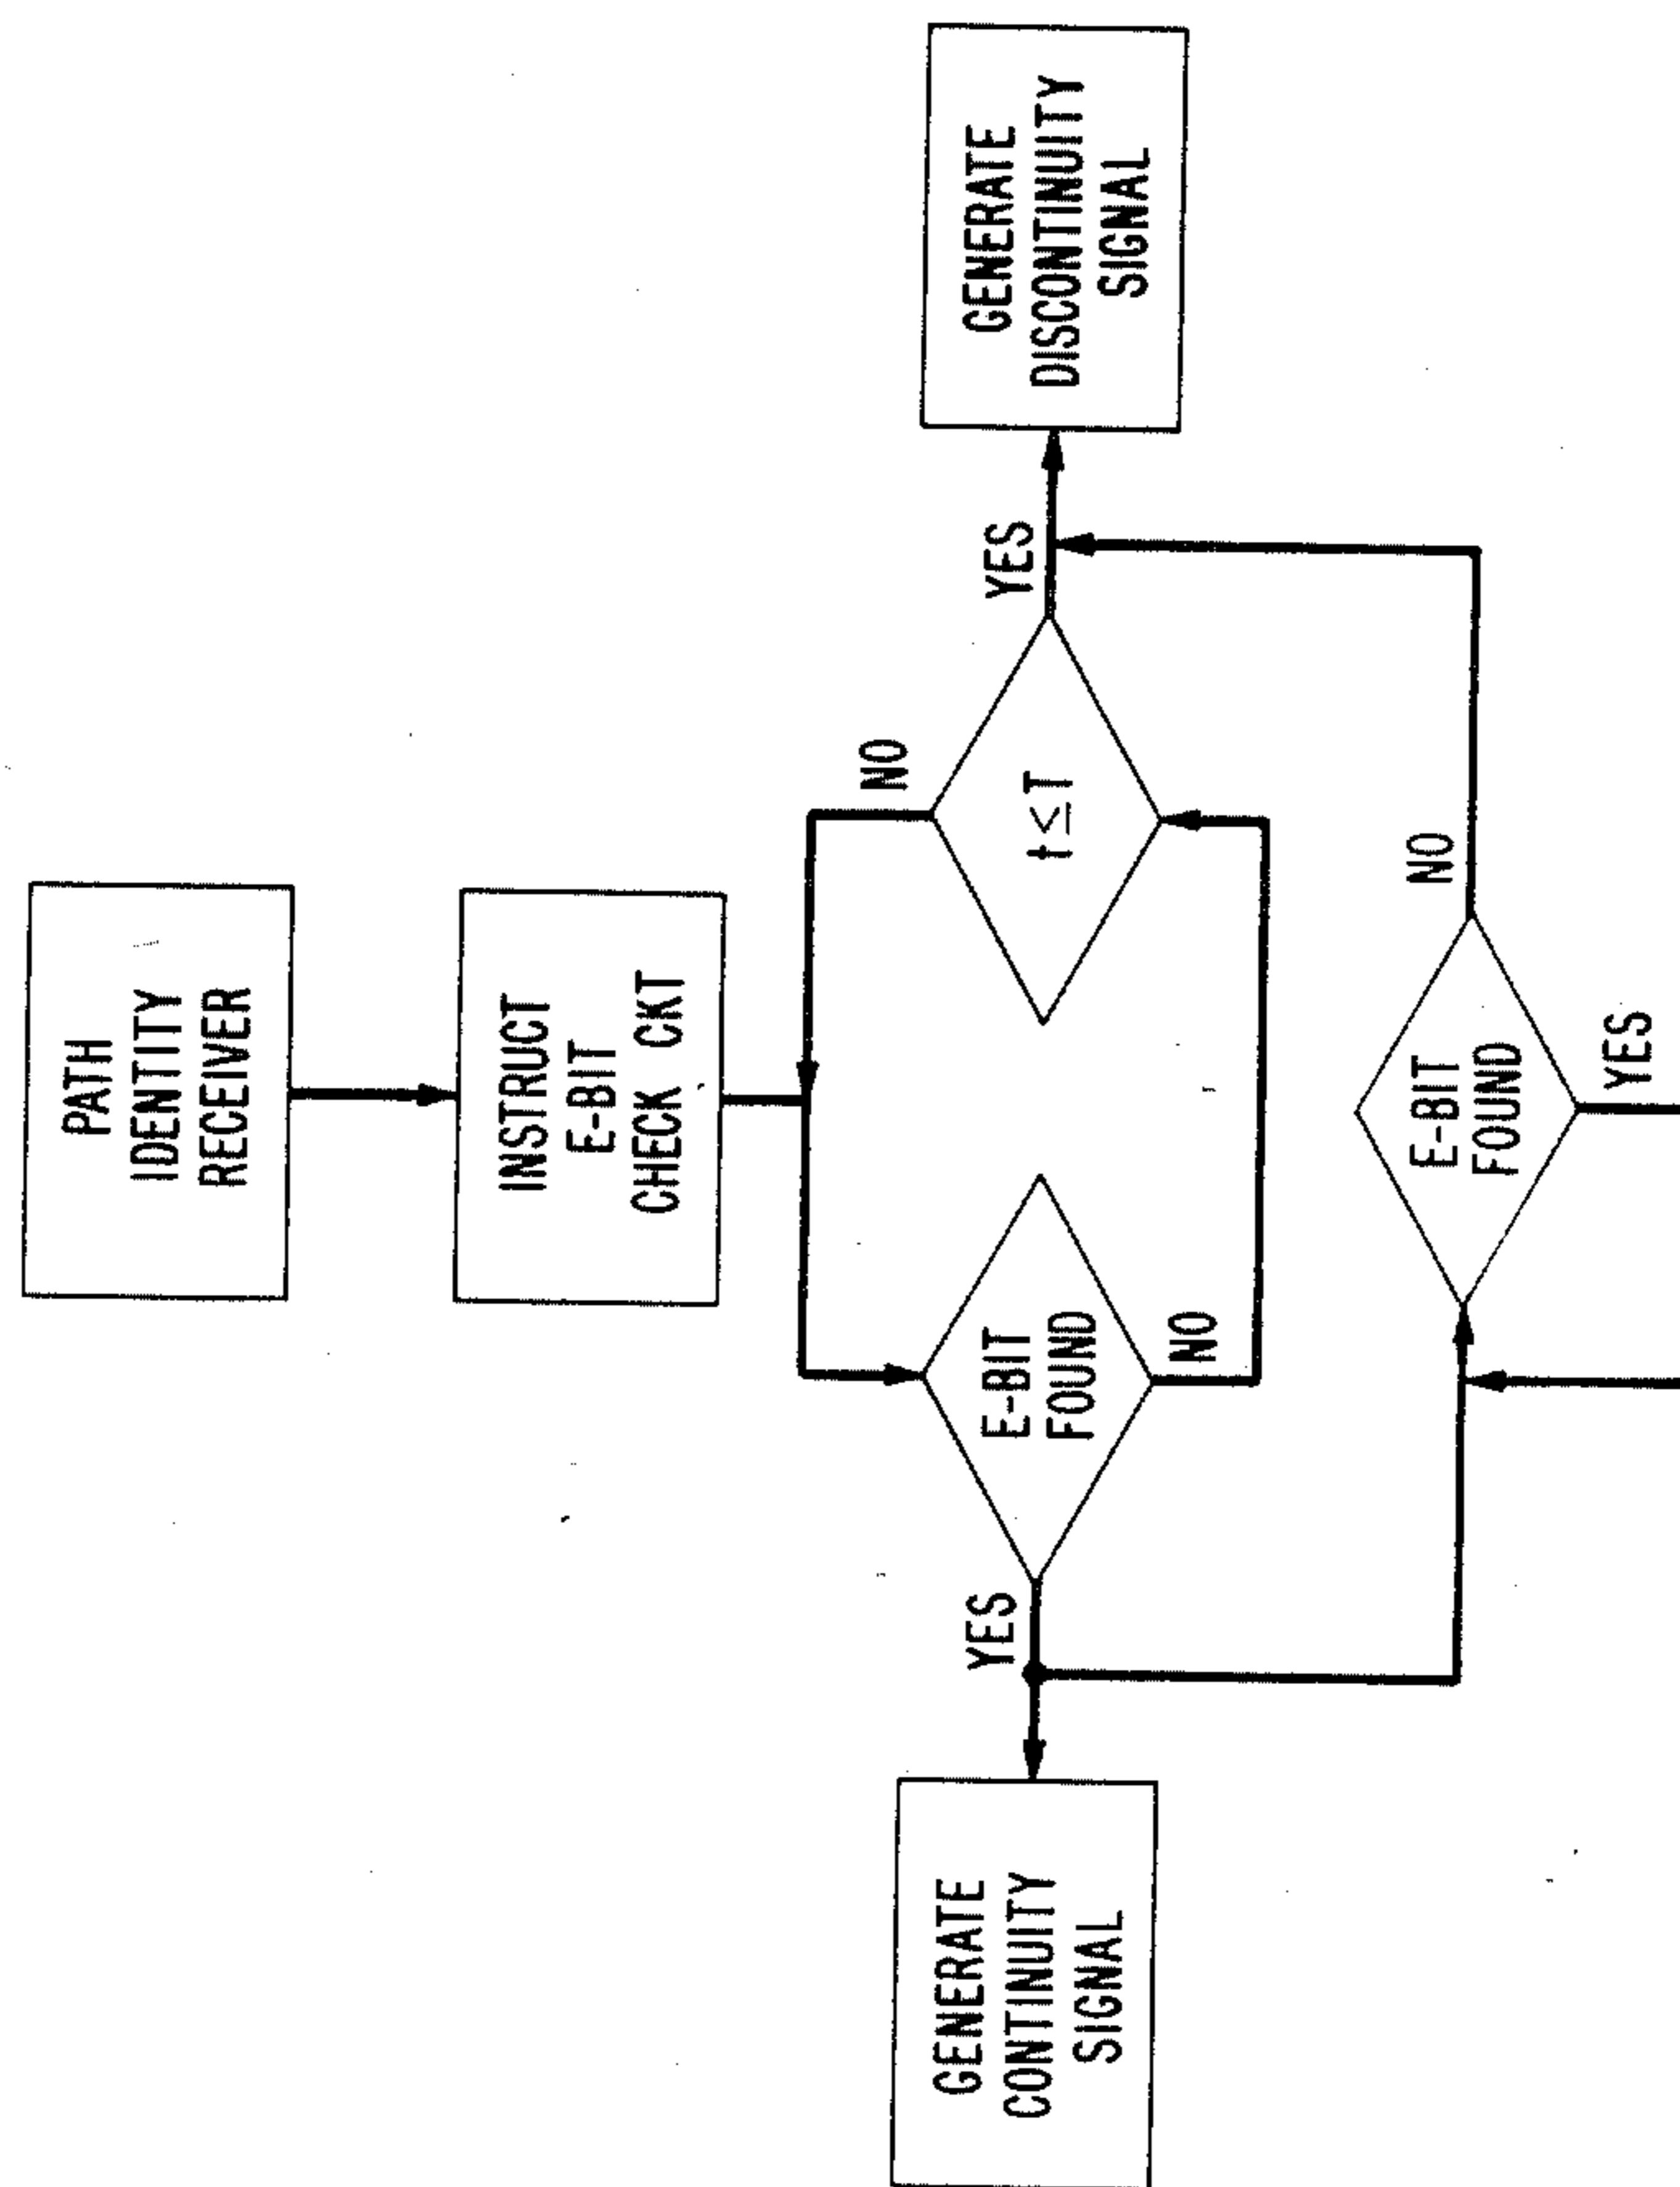 PATH
IDENTITY
RECEIVER
INSTRUCT
E-BIT
CHECK CKT
NO
YES
E-BIT
FOUND
NO
t≤T
YES
GENERATE
CONTINUITY
SIGNAL
GENERATE
DISCONTINUITY
SIGNAL
E-BIT
FOUND
NO
YES